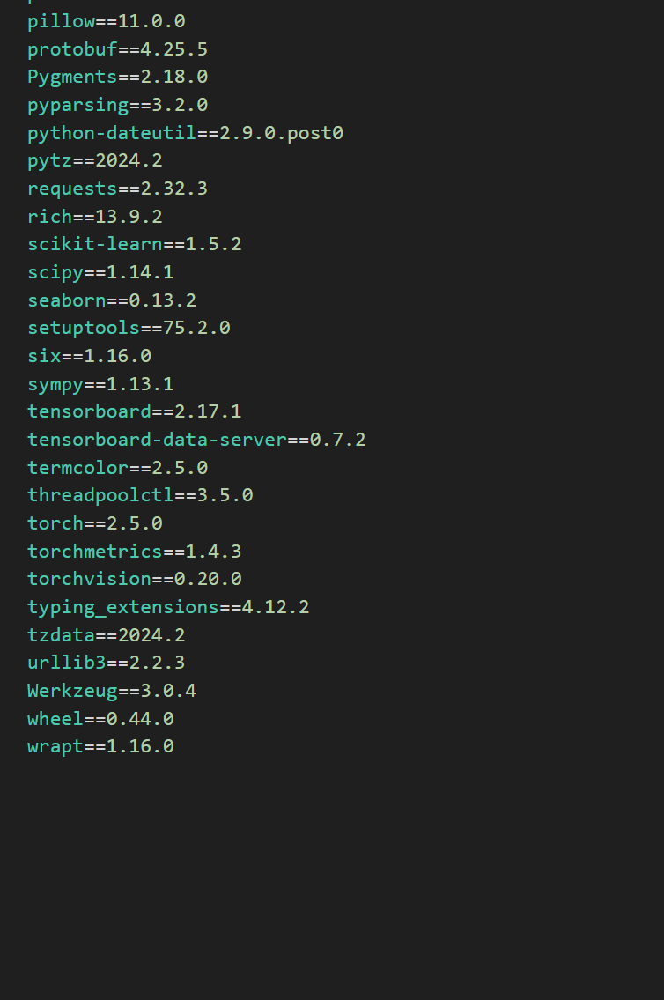 pillow==11.0.0
protobuf==4.25.5
Pygments==2.18.0
pyparsing==3.2.0
python-dateutil==2.9.0.post0
pytz==2024.2
requests==2.32.3
rich==13.9.2
scikit-learn==1.5.2
scipy==1.14.1
seaborn==0.13.2
setuptools==75.2.0
six==1.16.0
sympy==1.13.1
tensorboard==2.17.1
tensorboard-data-server==0.7.2
termcolor==2.5.0
threadpoolctl==3.5.0
torch==2.5.0
torchmetrics==1.4.3
torchvision==0.20.0
typing_extensions==4.12.2
tzdata==2024.2
urllib3==2.2.3
Werkzeug==3.0.4
wheel==0.44.0
wrapt==1.16.0